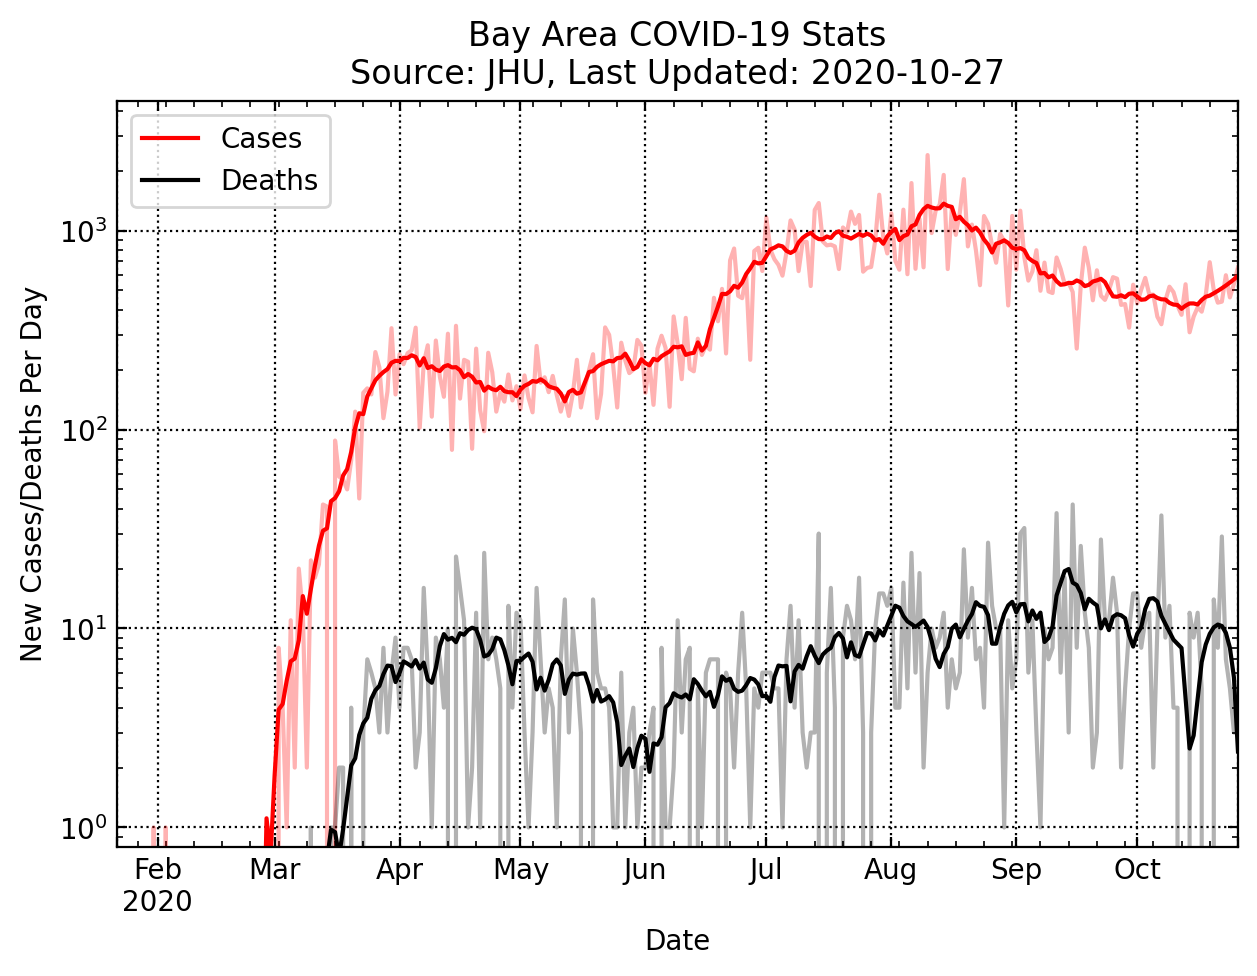 Bay Area COVID-19 Stats
Source: JHU, Last Updated: 2020-10-27
Cases
Deaths
New Cases/Deaths Per Day
10³
10²
10¹
10⁰
Feb Mar Apr May Jun Jul Aug Sep Oct
2020
Date